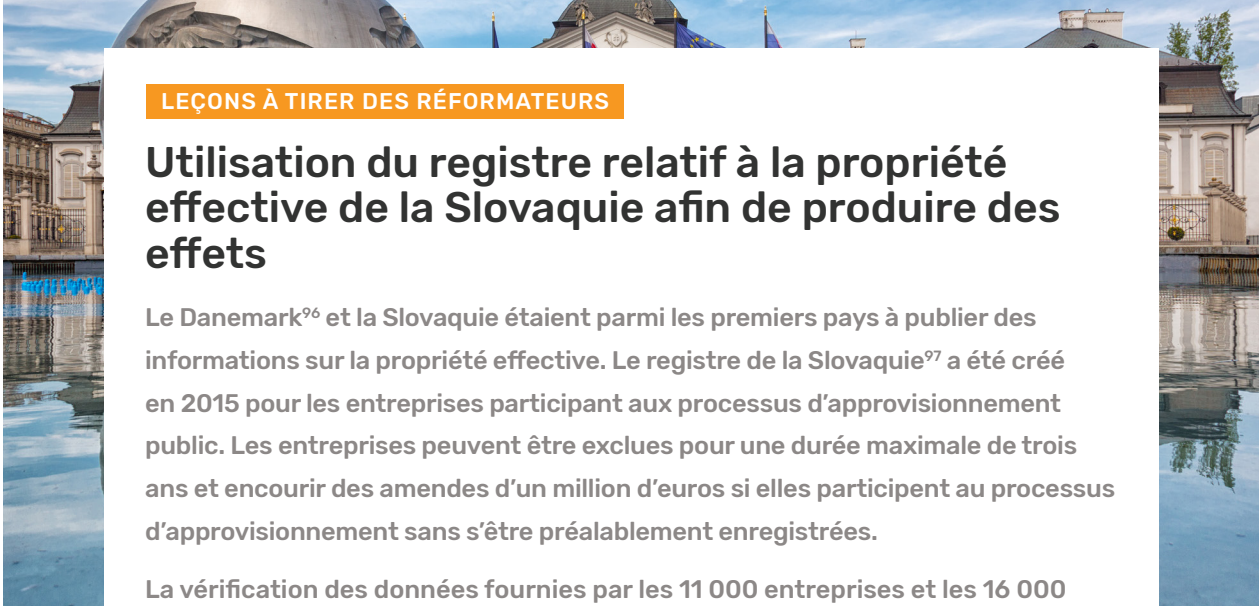 LEÇONS À TIRER DES RÉFORMATEURS
Utilisation du registre relatif à la propriété
effective de la Slovaquie afin de produire des
effets
Le Danemark⁹⁶ et la Slovaquie étaient parmi les premiers pays à publier des
informations sur la propriété effective. Le registre de la Slovaquie⁹⁷ a été créé
en 2015 pour les entreprises participant aux processus d’approvisionnement
public. Les entreprises peuvent être exclues pour une durée maximale de trois
ans et encourir des amendes d’un million d’euros si elles participent au processus
d’approvisionnement sans s’être préalablement enregistrées.
La vérification des données fournies par les 11 000 entreprises et les 16 000